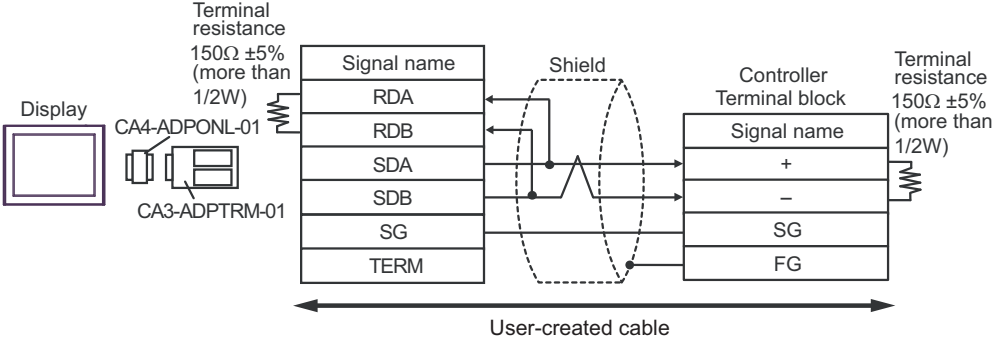 Terminal
resistance
150Ω ±5%
(more than
1/2W)
Display
CA4-ADPONL-01
CA3-ADPTRM-01
Signal name
RDA
RDB
SDA
SDB
SG
TERM
Shield
Controller
Terminal block
Signal name
+
–
SG
FG
Terminal
resistance
150Ω ±5%
(more than
1/2W)
User-created cable